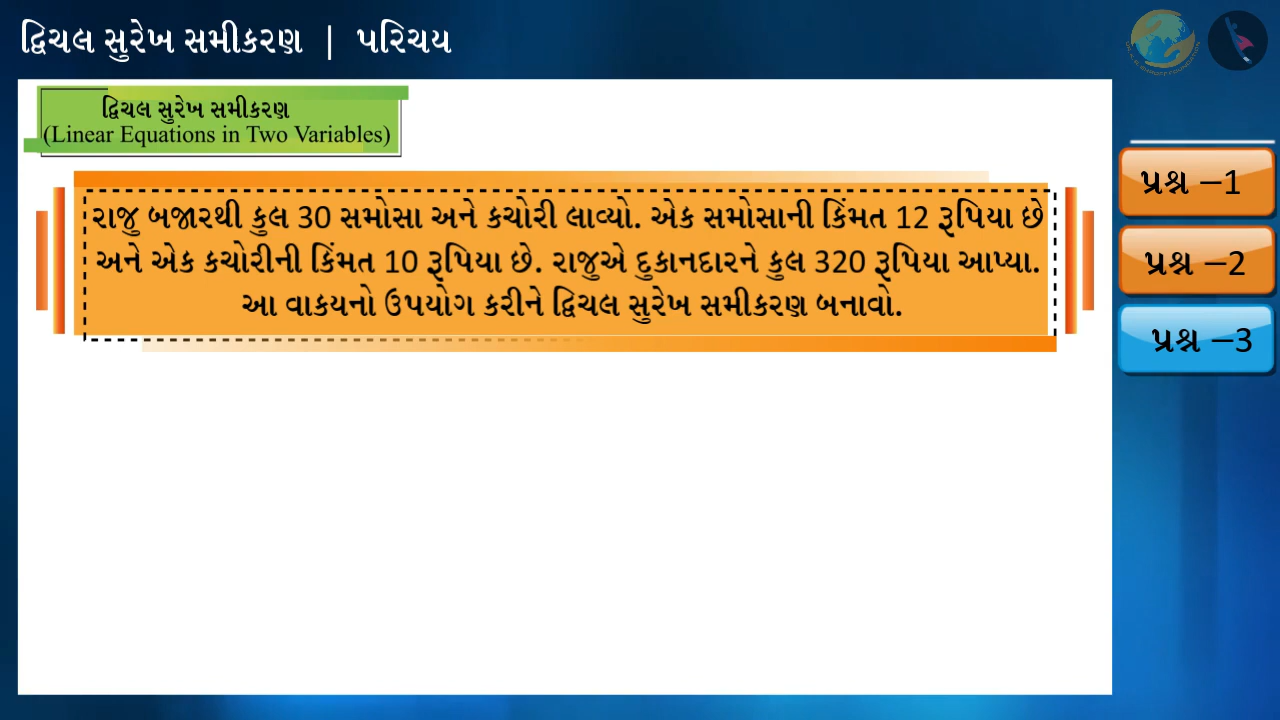 દ્વિચલ સુરેખ સમીકરણ | પરિચય
દ્વિચલ સુરેખ સમીકરણ
(Linear Equations in Two Variables)
રાજુ બજારથી કુલ 30 સમોસા અને કચોરી લાવ્યો. એક સમોસાની કિંમત 12 રૂપિયા છે
અને એક કચોરીની કિંમત 10 રૂપિયા છે. રાજુએ દુકાનદારને કુલ 320 રૂપિયા આપ્યા.
આ વાકયનો ઉપયોગ કરીને દ્વિચલ સુરેખ સમીકરણ બનાવો.
પ્રશ્ન –1
પ્રશ્ન –2
પ્રશ્ન –3